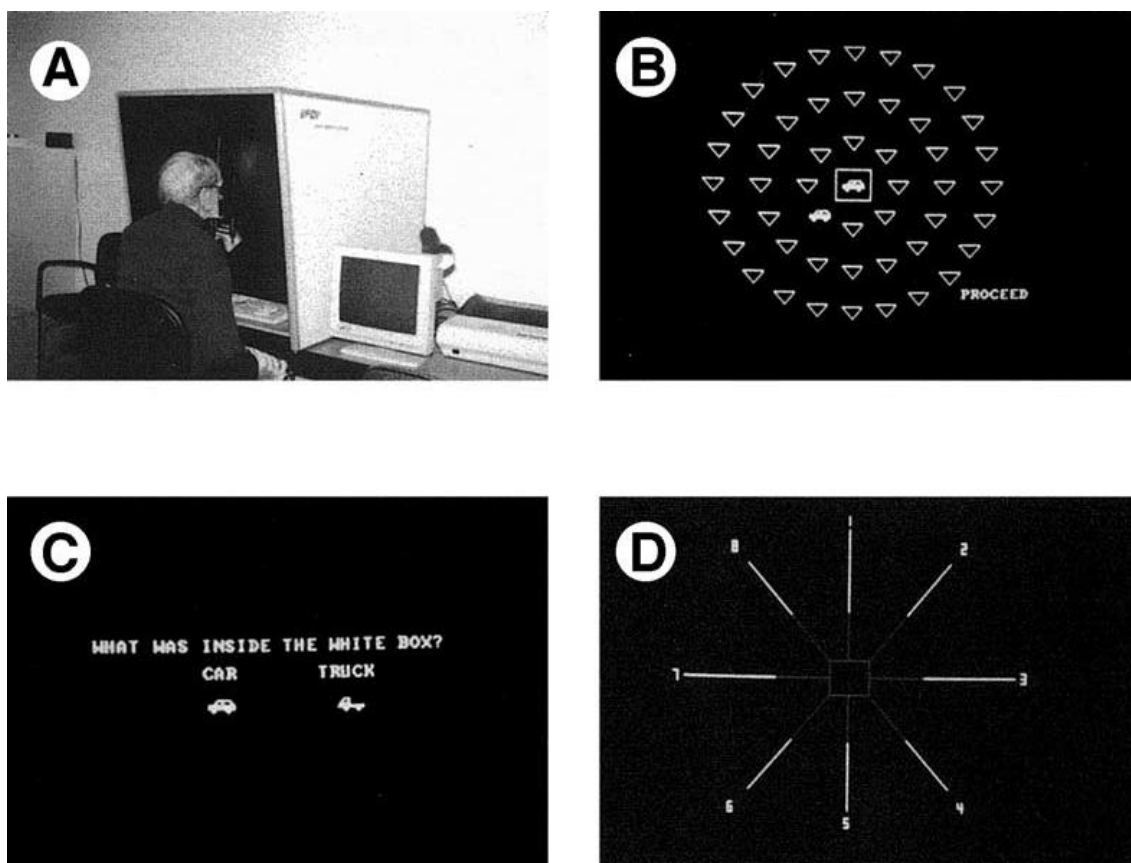 A
B
PROCEED
C
WHAT WAS INSIDE THE WHITE BOX?
CAR TRUCK
D
1
8 2
7 3
6 4
5